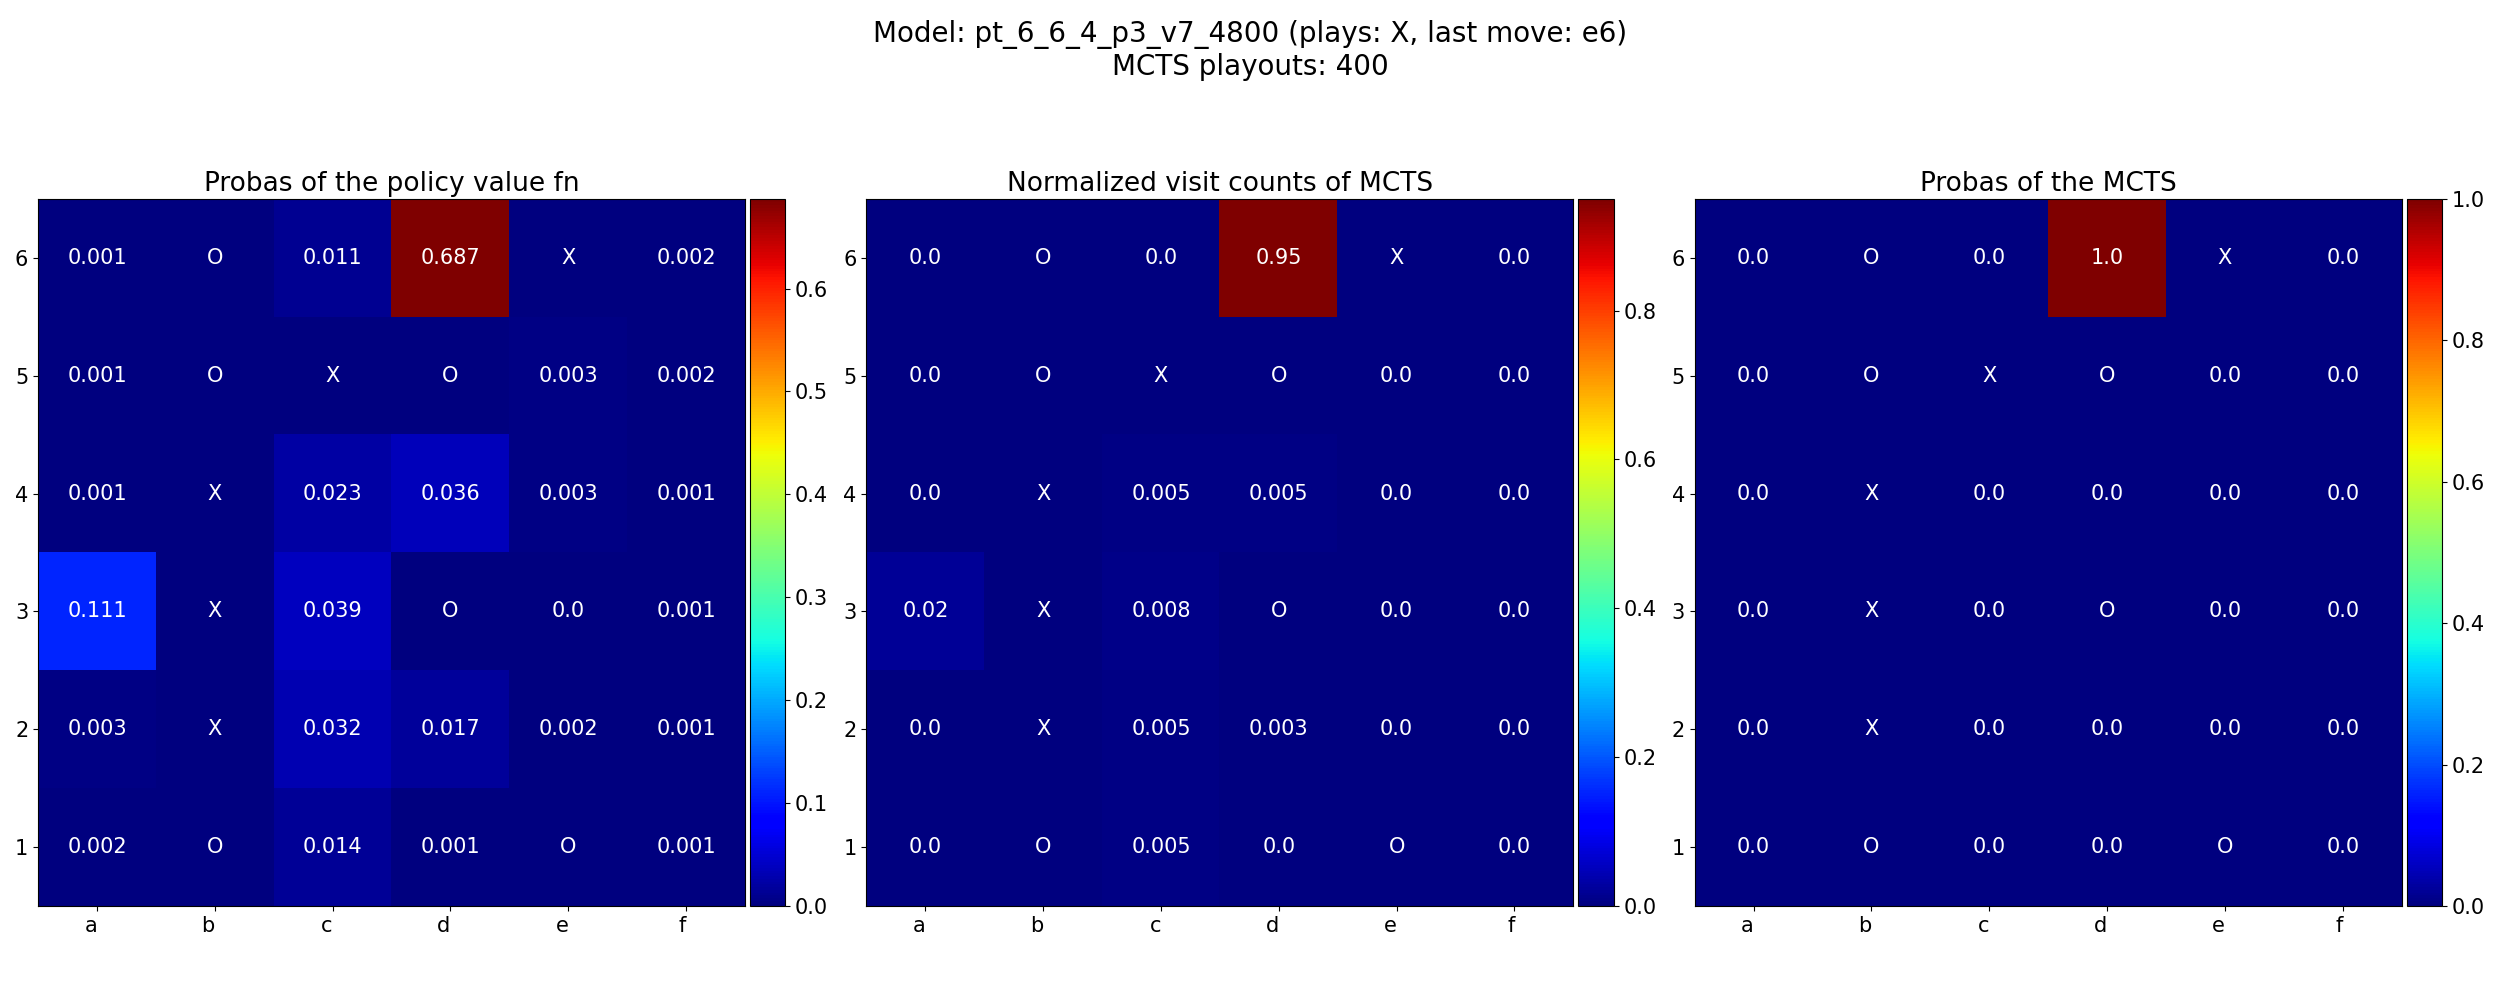 Model: pt_6_6_4_p3_v7_4800 (plays: X, last move: e6)
MCTS playouts: 400
Probas of the policy value fn
6 0.001 O 0.011 0.687 X 0.002
5 0.001 O X O 0.003 0.002
4 0.001 X 0.023 0.036 0.003 0.001
3 0.111 X 0.039 O 0.0 0.001
2 0.003 X 0.032 0.017 0.002 0.001
1 0.002 O 0.014 0.001 O 0.001
a b c d e f
0.6
0.5
0.4
0.3
0.2
0.1
0.0
Normalized visit counts of MCTS
6 0.0 O 0.0 0.95 X 0.0
5 0.0 O X O 0.0 0.0
4 0.0 X 0.005 0.005 0.0 0.0
3 0.02 X 0.008 O 0.0 0.0
2 0.0 X 0.005 0.003 0.0 0.0
1 0.0 O 0.005 0.0 O 0.0
a b c d e f
0.8
0.6
0.4
0.2
0.0
Probas of the MCTS
6 0.0 O 0.0 1.0 X 0.0
5 0.0 O X O 0.0 0.0
4 0.0 X 0.0 0.0 0.0 0.0
3 0.0 X 0.0 O 0.0 0.0
2 0.0 X 0.0 0.0 0.0 0.0
1 0.0 O 0.0 0.0 O 0.0
a b c d e f
1.0
0.8
0.6
0.4
0.2
0.0